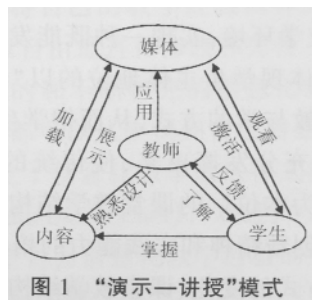 媒体
加载
展示
应用
激活
观看
教师
熟悉设计
了解
反馈
内容
掌握
学生
图 1 “演示—讲授”模式